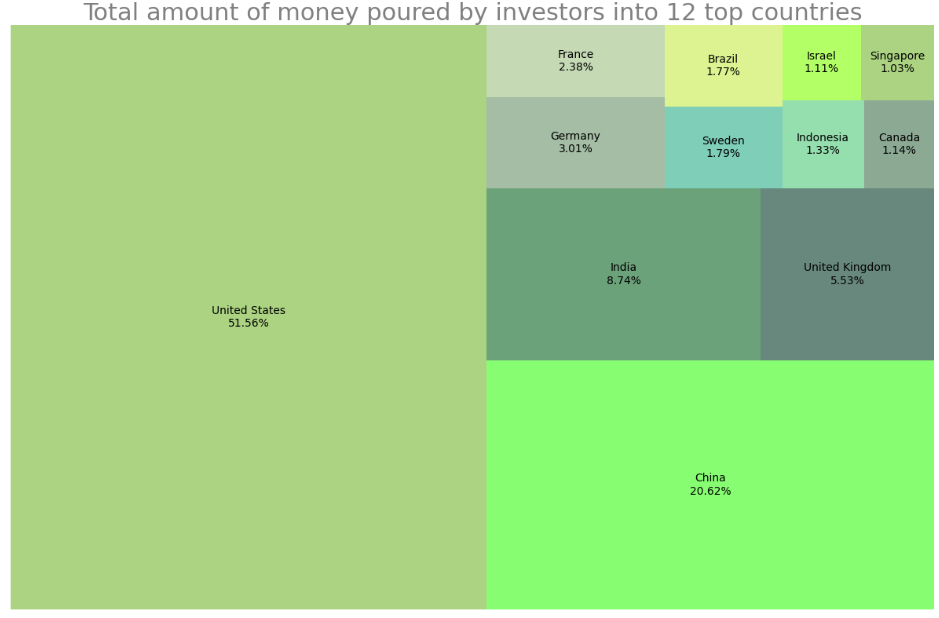 Total amount of money poured by investors into 12 top countries
France
2.38%
Brazil
1.77%
Israel
1.11%
Singapore
1.03%
Germany
3.01%
Sweden
1.79%
Indonesia
1.33%
Canada
1.14%
India
8.74%
United Kingdom
5.53%
United States
51.56%
China
20.62%